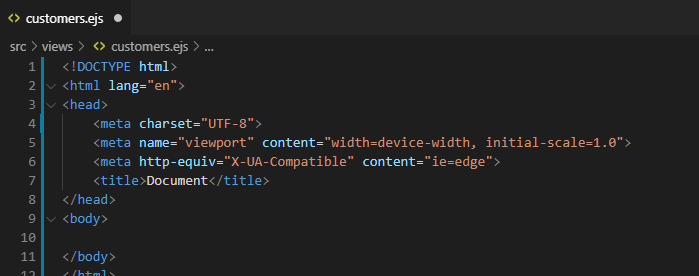 customers.ejs
src > views > customers.ejs > ...
1 <!DOCTYPE html>
2 <html lang="en">
3 <head>
4 <meta charset="UTF-8">
5 <meta name="viewport" content="width=device-width, initial-scale=1.0">
6 <meta http-equiv="X-UA-Compatible" content="ie=edge">
7 <title>Document</title>
8 </head>
9 <body>
10
11 </body>
12 </html>